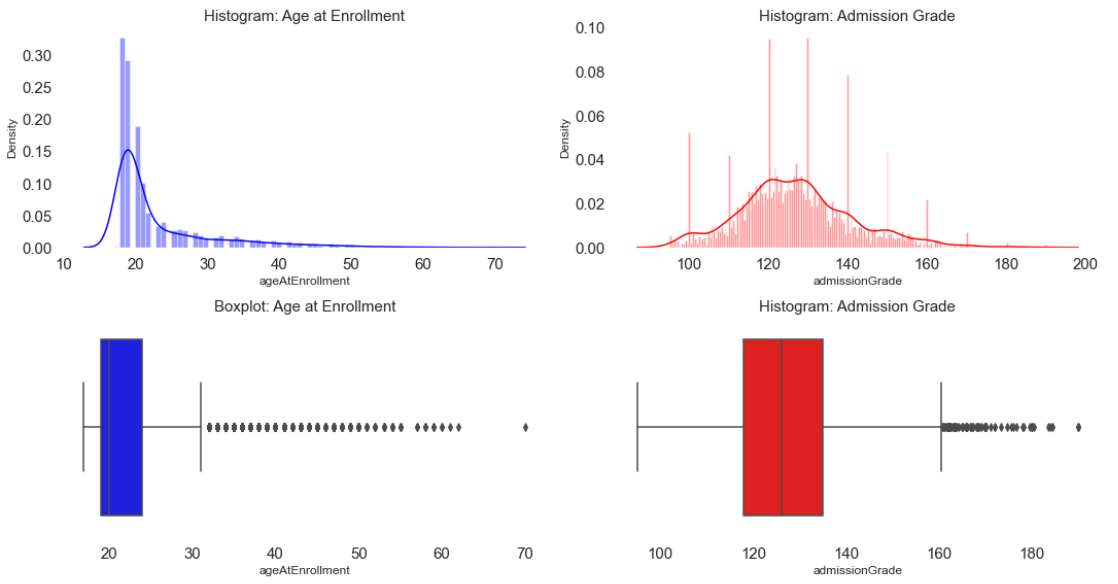 Histogram: Age at Enrollment
0.30
0.25
0.20
0.15
0.10
0.05
0.00
Density
10 20 30 40 50 60 70
ageAtEnrollment
Histogram: Admission Grade
0.10
0.08
0.06
0.04
0.02
0.00
Density
100 120 140 160 180 200
admissionGrade
Boxplot: Age at Enrollment
20 30 40 50 60 70
ageAtEnrollment
Histogram: Admission Grade
100 120 140 160 180
admissionGrade